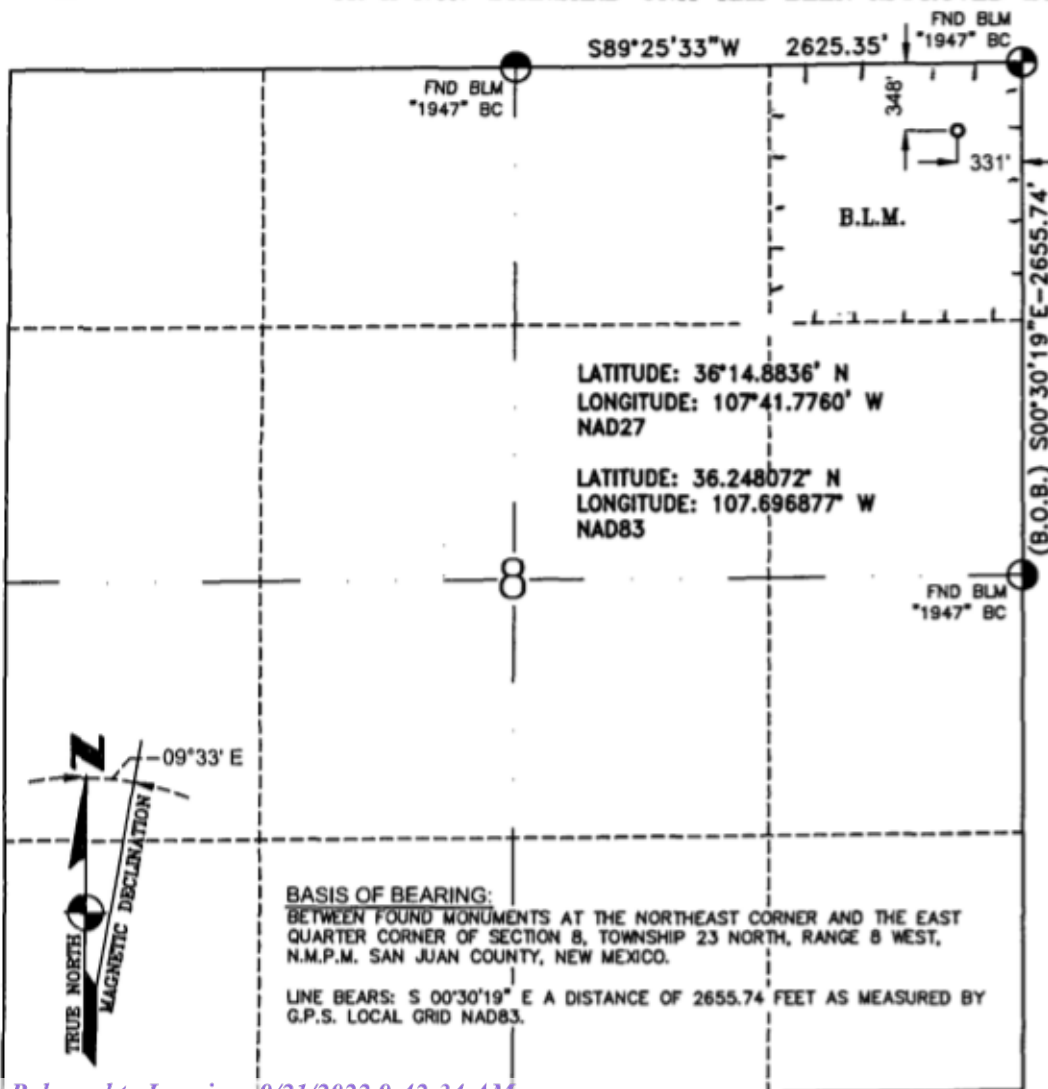 S89°25'33"W 2625.35'
FND BLM
"1947" BC
FND BLM
"1947" BC
348'
331'
B.L.M.
(B.O.B.) S00°30'19"E-2655.74'
LATITUDE: 36°14.8836' N
LONGITUDE: 107°41.7760' W
NAD27
LATITUDE: 36.248072° N
LONGITUDE: 107.696877° W
NAD83
8
FND BLM
"1947" BC
N
09°33' E
TRUE NORTH
MAGNETIC DECLINATION
BASIS OF BEARING:
BETWEEN FOUND MONUMENTS AT THE NORTHEAST CORNER AND THE EAST
QUARTER CORNER OF SECTION 8, TOWNSHIP 23 NORTH, RANGE 8 WEST,
N.M.P.M. SAN JUAN COUNTY, NEW MEXICO.
LINE BEARS: S 00°30'19" E A DISTANCE OF 2655.74 FEET AS MEASURED BY
G.P.S. LOCAL GRID NAD83.